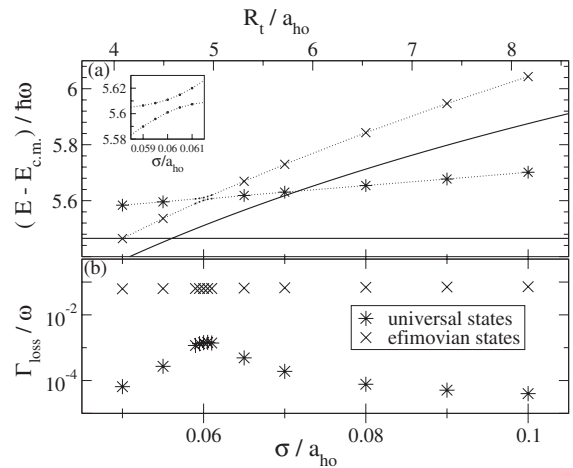 R_t / a_ho
4 5 6 7 8
(a)
6
5.8
5.6
(E - E_c.m.) / ħω
5.62
5.6
5.58
0.059 0.06 0.061
σ/a_ho
(b)
10^-2
10^-4
Γ_loss / ω
universal states
efimovian states
0.06 0.08 0.1
σ / a_ho